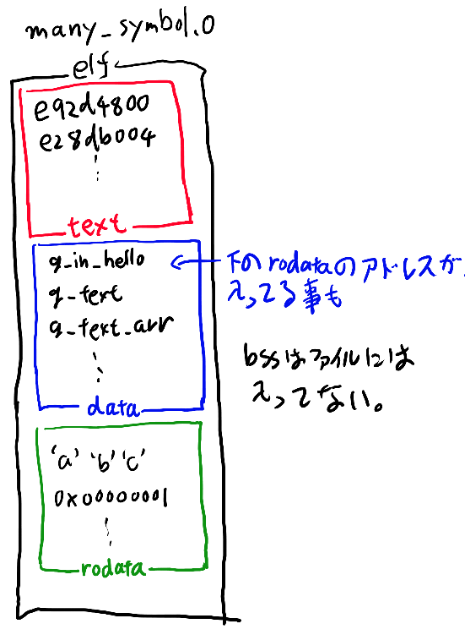 many_symbol.o
elf
e92d4800
e28db004
text
g_in_hello
g_text
g_text_arr
data
下のrodataのアドレスが
入ってる事も
bssはファイルには
入ってない。
'a' 'b' 'c'
0x00000001
rodata